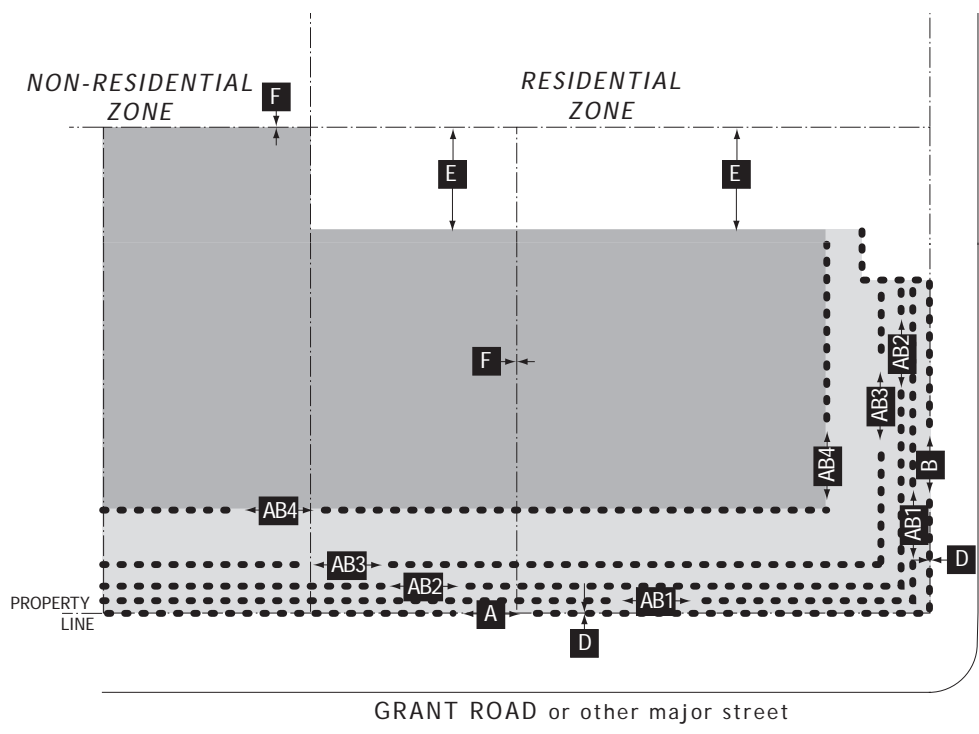 NON-RESIDENTIAL
ZONE
RESIDENTIAL
ZONE
F
E
E
AB2
F
AB3
AB4
B
AB4
AB1
D
AB3
AB2
AB1
PROPERTY
LINE
A
D
GRANT ROAD or other major street